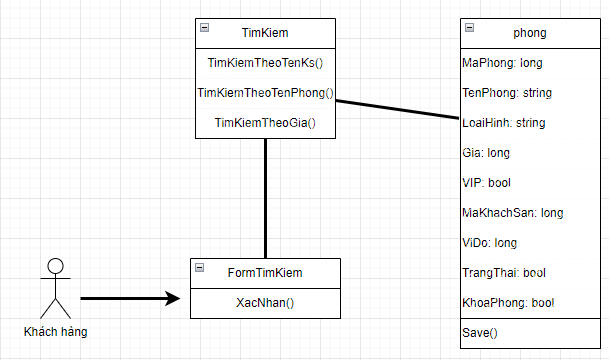 TimKiem
TimKiemTheoTenKs()
TimKiemTheoTenPhong()
TimKiemTheoGia()
phong
MaPhong: long
TenPhong: string
LoaiHinh: string
Gia: long
VIP: bool
MaKhachSan: long
ViDo: long
TrangThai: bool
KhoaPhong: bool
Save()
FormTimKiem
XacNhan()
Khách hàng